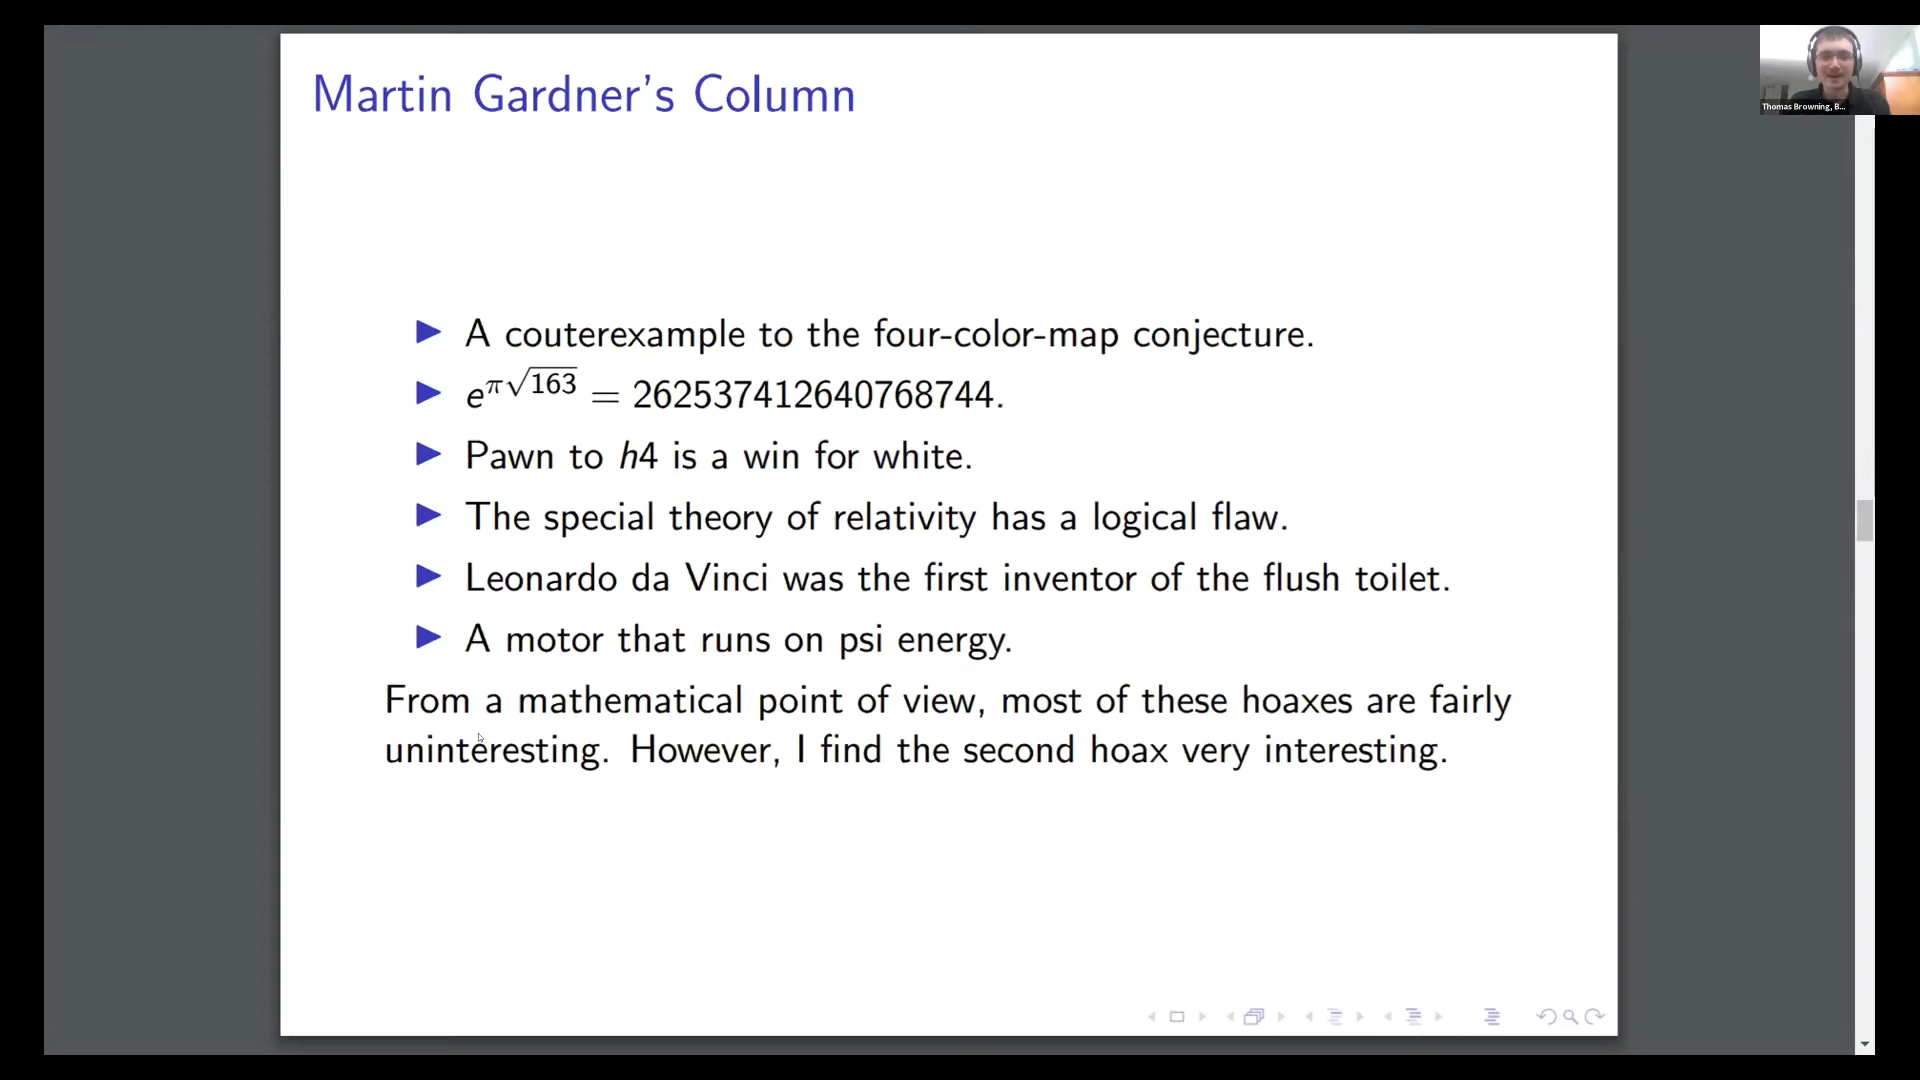 Martin Gardner's Column
Thomas Browning, B...
▶ A couterexample to the four-color-map conjecture.
▶ e^{π√163} = 262537412640768744.
▶ Pawn to h4 is a win for white.
▶ The special theory of relativity has a logical flaw.
▶ Leonardo da Vinci was the first inventor of the flush toilet.
▶ A motor that runs on psi energy.
From a mathematical point of view, most of these hoaxes are fairly
uninteresting. However, I find the second hoax very interesting.